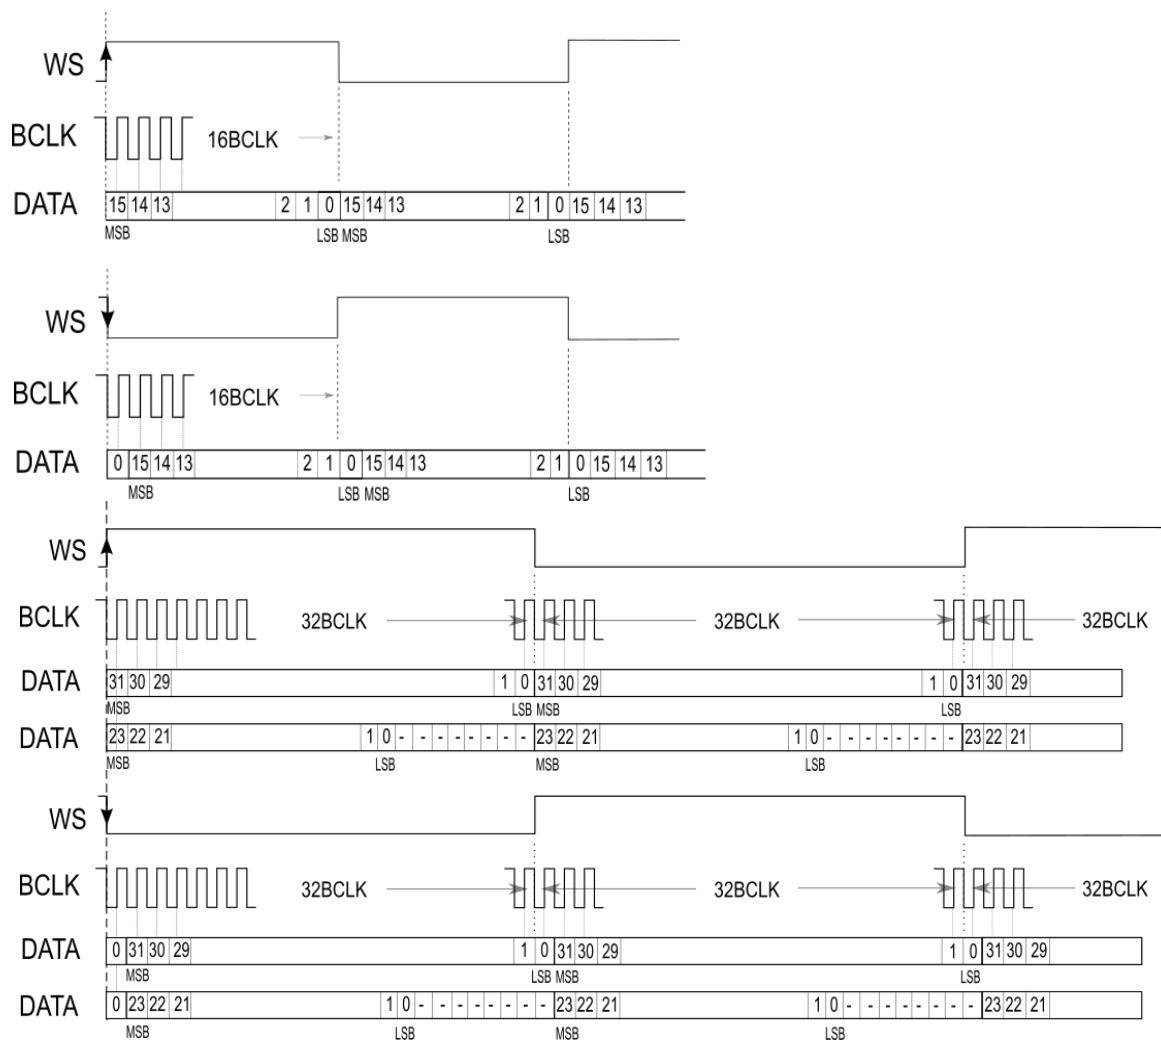 WS
BCLK 16BCLK
DATA 15 14 13 2 1 0 15 14 13 2 1 0 15 14 13
MSB LSB MSB LSB
WS
BCLK 16BCLK
DATA 0 15 14 13 2 1 0 15 14 13 2 1 0 15 14 13
MSB LSB MSB LSB
WS
BCLK 32BCLK 32BCLK 32BCLK
DATA 31 30 29 1 0 31 30 29 1 0 31 30 29
MSB LSB MSB LSB
DATA 23 22 21 1 0 - - - - - - - - 23 22 21 1 0 - - - - - - - - 23 22 21
MSB LSB MSB LSB
WS
BCLK 32BCLK 32BCLK 32BCLK
DATA 0 31 30 29 1 0 31 30 29 1 0 31 30 29
MSB LSB MSB LSB
DATA 0 23 22 21 1 0 - - - - - - - - 23 22 21 1 0 - - - - - - - - 23 22 21
MSB LSB MSB LSB